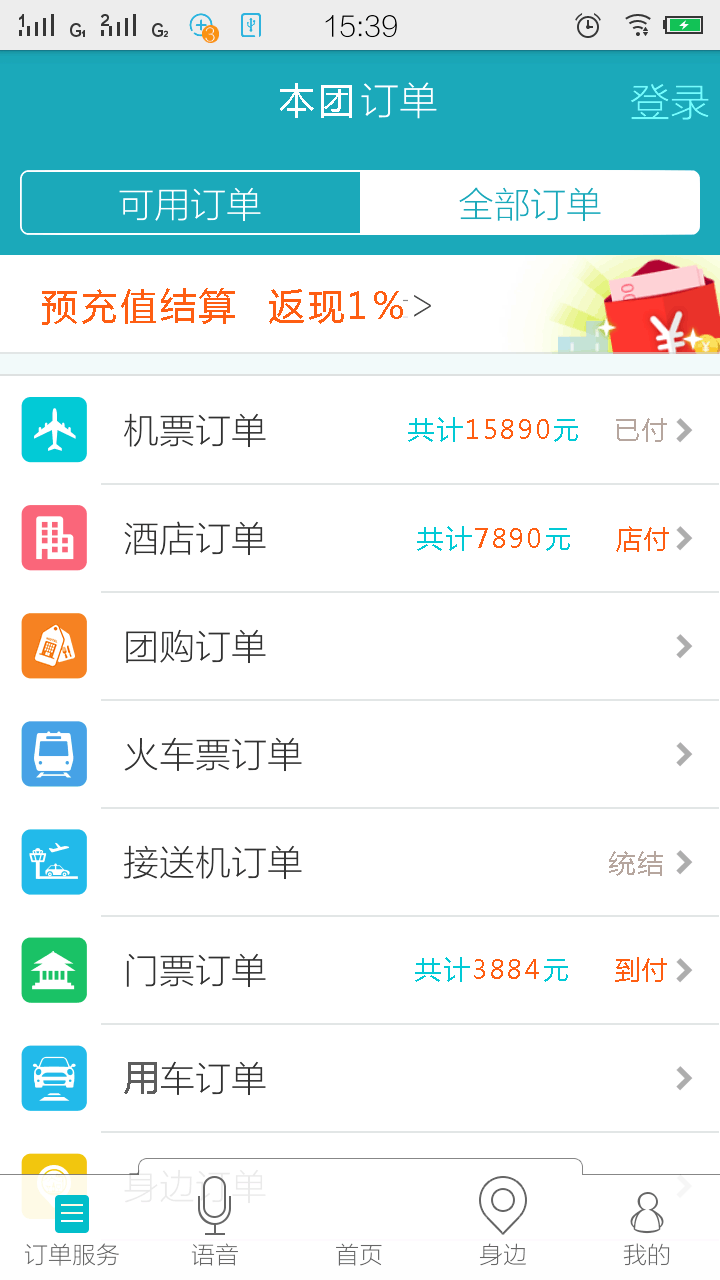 1 G1 2 G2 3 15:39
本团订单 登录
可用订单 全部订单
预充值结算 返现1%>
机票订单 共计15890元 已付
酒店订单 共计7890元 店付
团购订单
火车票订单
接送机订单 统结
门票订单 共计3884元 到付
用车订单
身边订单
订单服务 语音 首页 身边 我的